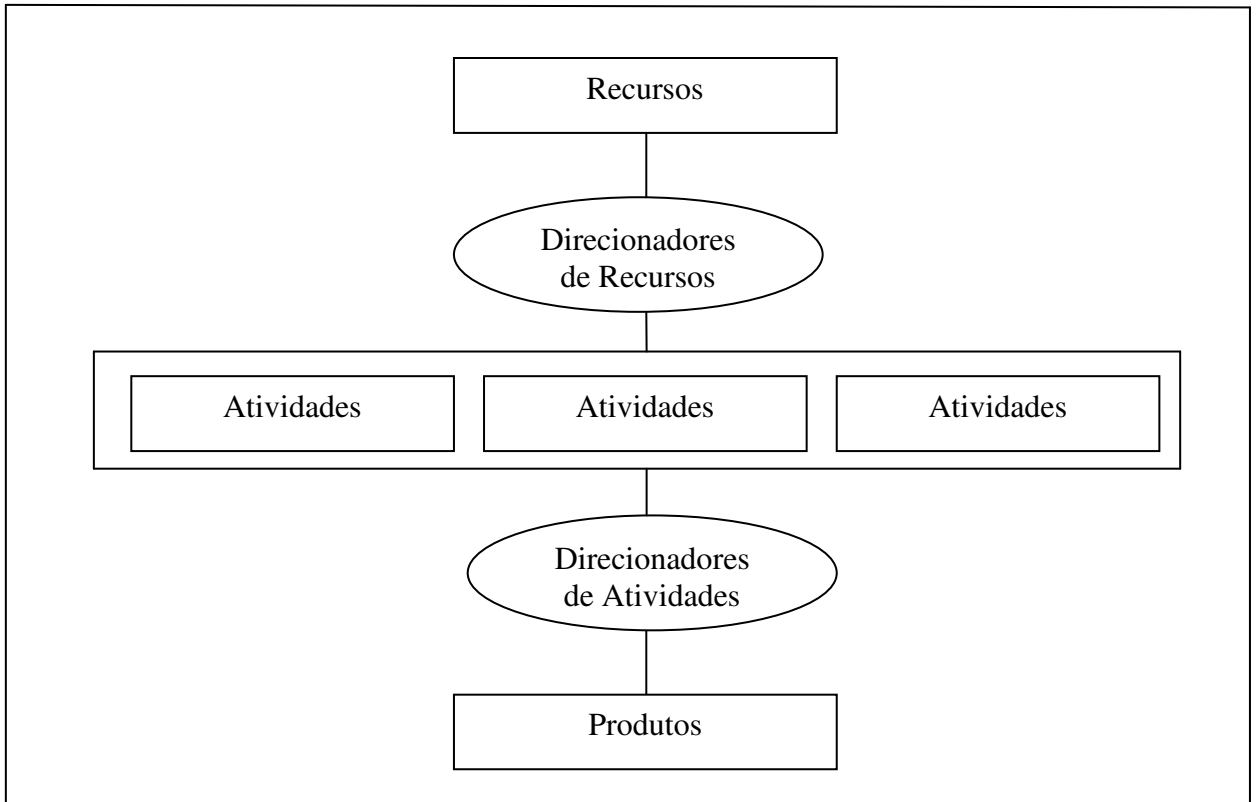 Recursos
Direcionadores
de Recursos
Atividades
Atividades
Atividades
Direcionadores
de Atividades
Produtos